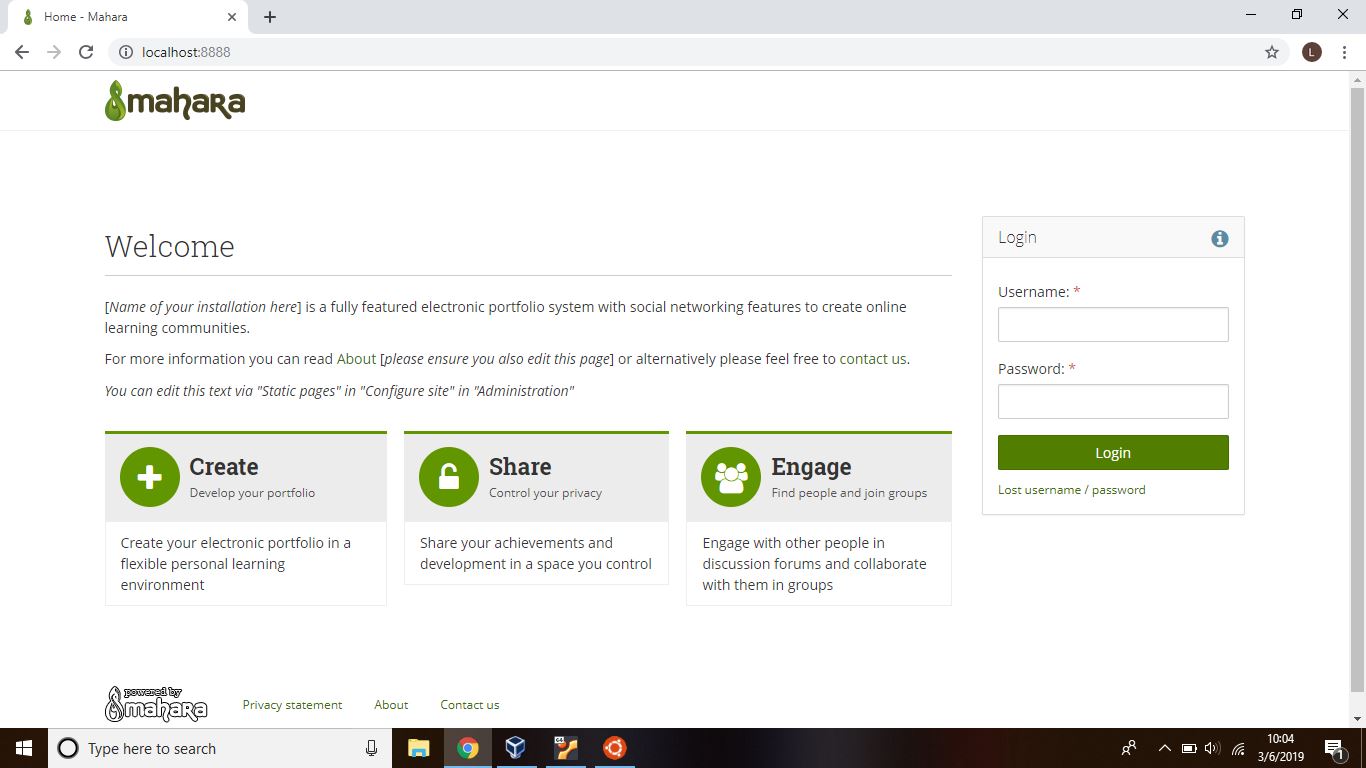 Home - Mahara
localhost:8888
L
mahara
Welcome
[Name of your installation here] is a fully featured electronic portfolio system with social networking features to create online
learning communities.
For more information you can read About [please ensure you also edit this page] or alternatively please feel free to contact us.
You can edit this text via "Static pages" in "Configure site" in "Administration"
Create
Develop your portfolio
Create your electronic portfolio in a
flexible personal learning
environment
Share
Control your privacy
Share your achievements and
development in a space you control
Engage
Find people and join groups
Engage with other people in
discussion forums and collaborate
with them in groups
Login
Username: *
Password: *
Login
Lost username / password
powered by
mahara
Privacy statement
About
Contact us
Type here to search
10:04
3/6/2019
1